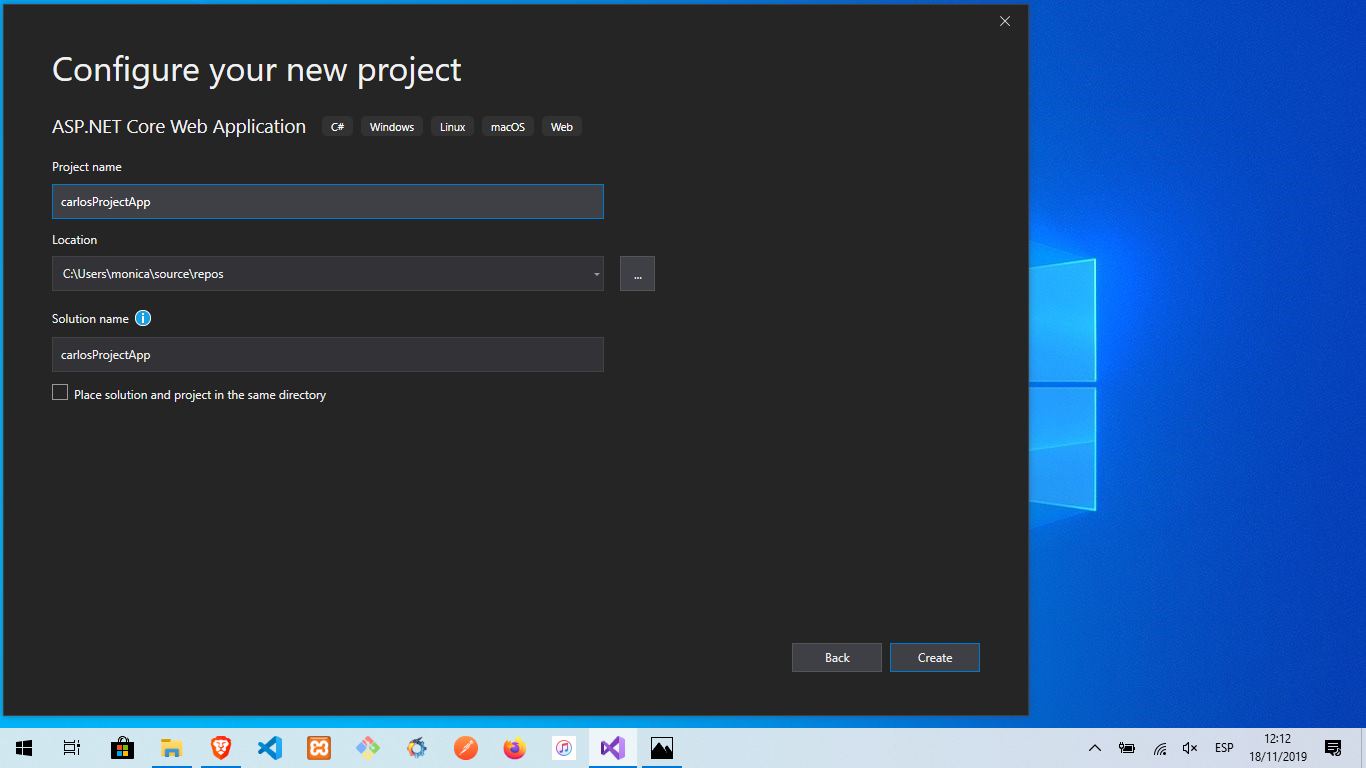 Configure your new project
ASP.NET Core Web Application C# Windows Linux macOS Web
Project name
carlosProjectApp
Location
C:\Users\monica\source\repos
...
Solution name
carlosProjectApp
Place solution and project in the same directory
Back Create
ESP
12:12
18/11/2019